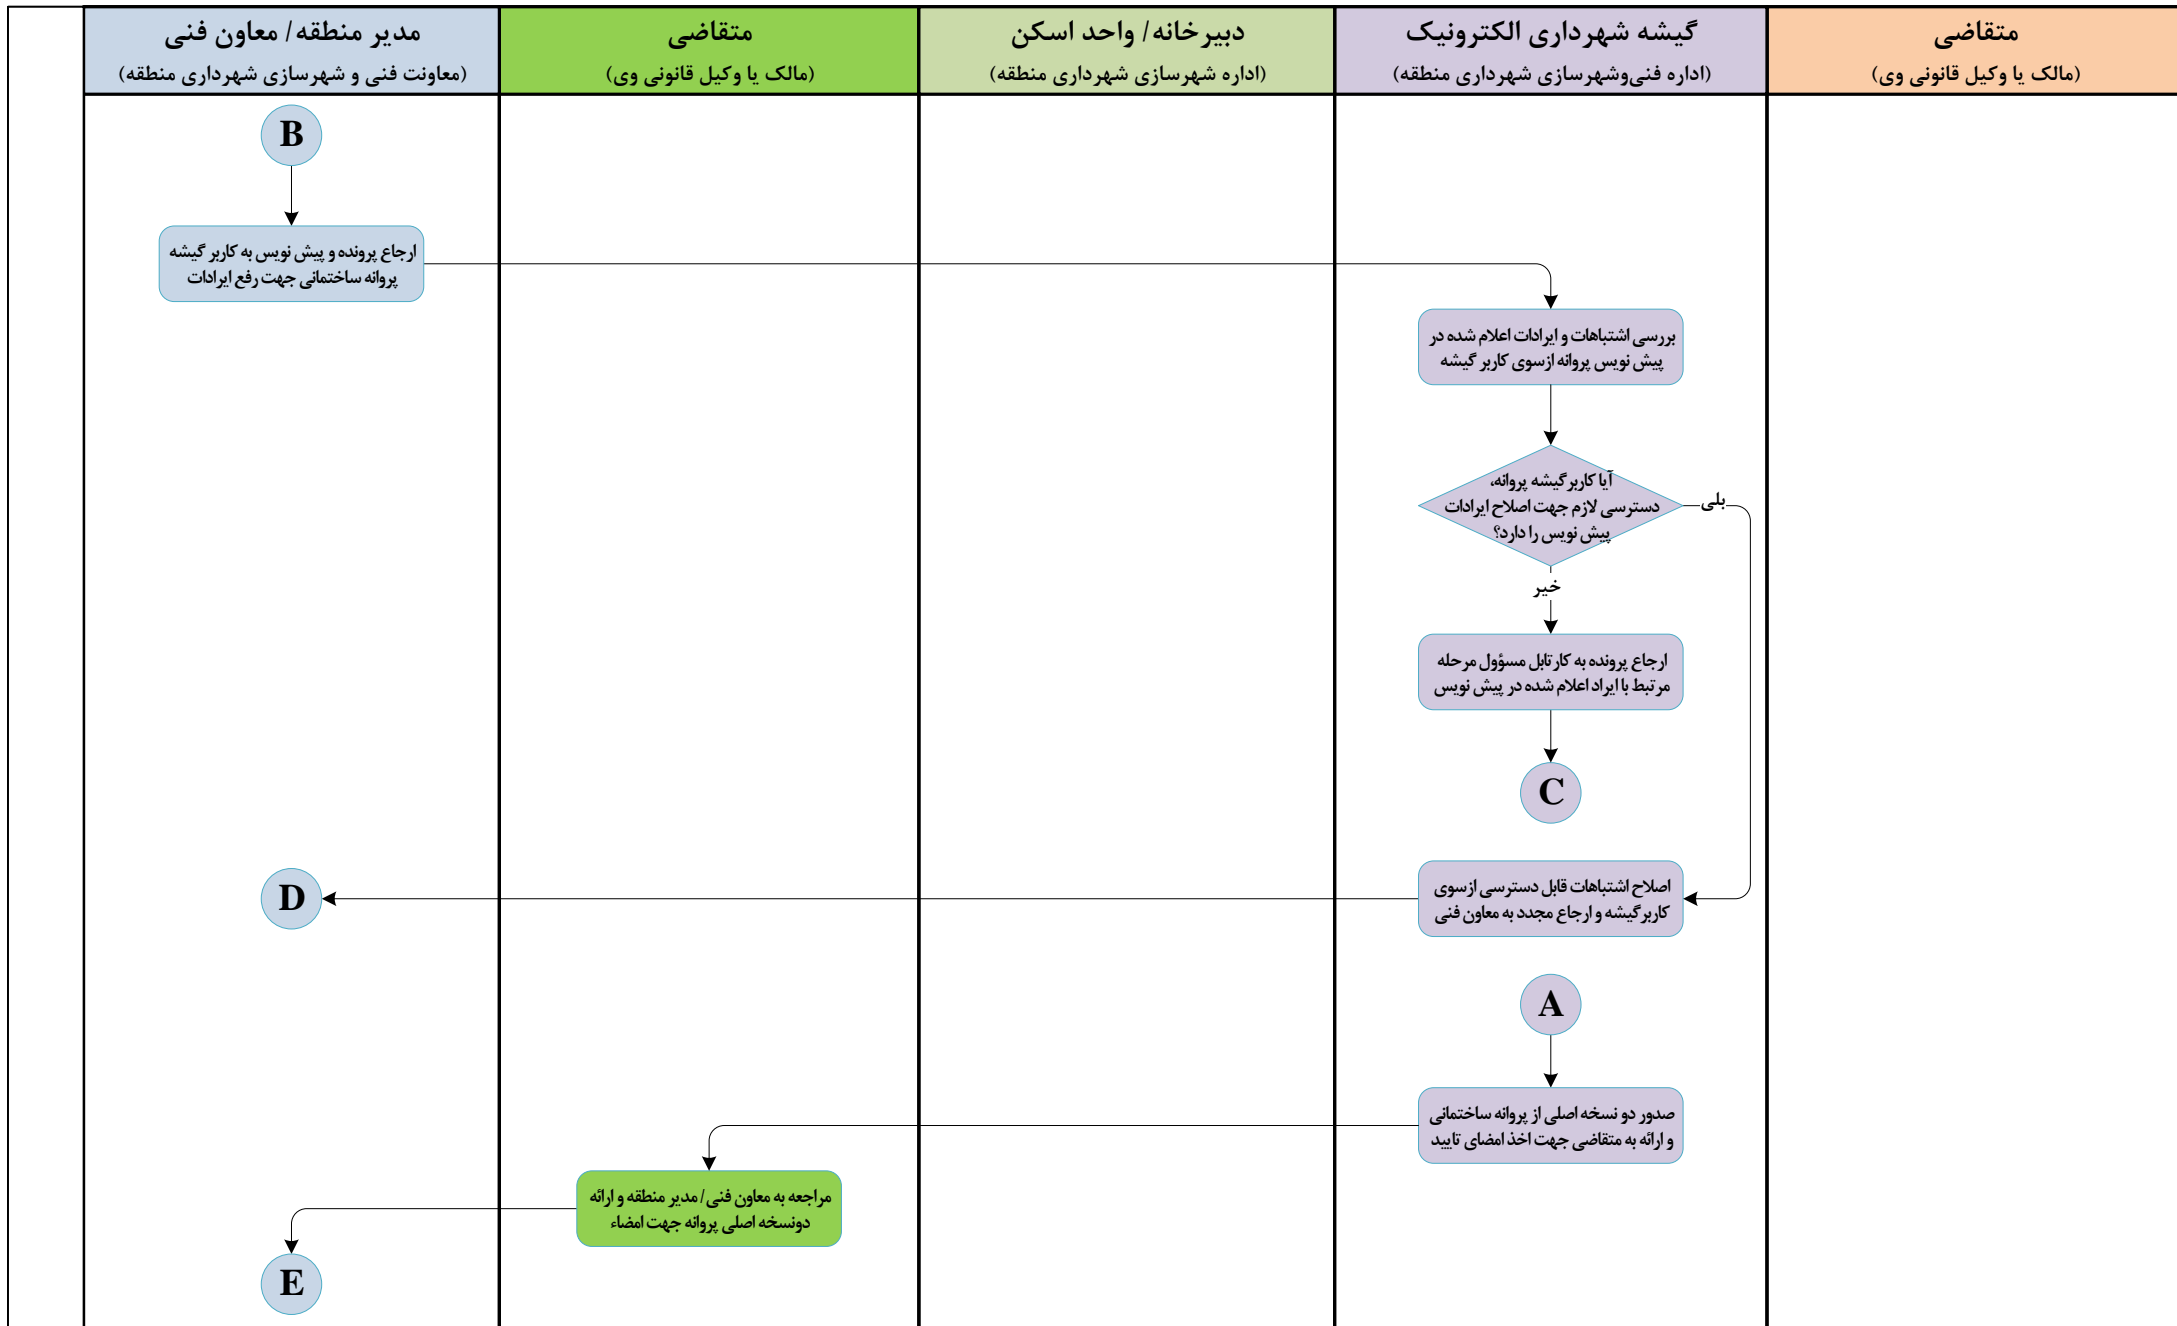 متقاضی
(مالک یا وکیل قانونی وی)
گیشه شهرداری الکترونیک
(اداره فنی‌وشهرسازی شهرداری منطقه)
دبیرخانه/ واحد اسکن
(اداره شهرسازی شهرداری منطقه)
متقاضی
(مالک یا وکیل قانونی وی)
مدیر منطقه/ معاون فنی
(معاونت فنی و شهرسازی شهرداری منطقه)
B
ارجاع پرونده و پیش نویس به کاربر گیشه
پروانه ساختمانی جهت رفع ایرادات
بررسی اشتباهات و ایرادات اعلام شده در
پیش نویس پروانه ازسوی کاربر گیشه
آیا کاربرگیشه پروانه،
دسترسی لازم جهت اصلاح ایرادات
پیش نویس را دارد؟
بلی
خیر
ارجاع پرونده به کارتابل مسؤول مرحله
مرتبط با ایراد اعلام شده در پیش نویس
C
اصلاح اشتباهات قابل دسترسی ازسوی
کاربرگیشه و ارجاع مجدد به معاون فنی
D
A
صدور دو نسخه اصلی از پروانه ساختمانی
و ارائه به متقاضی جهت اخذ امضای تایید
مراجعه به معاون فنی/ مدیر منطقه و ارائه
دونسخه اصلی پروانه جهت امضاء
E